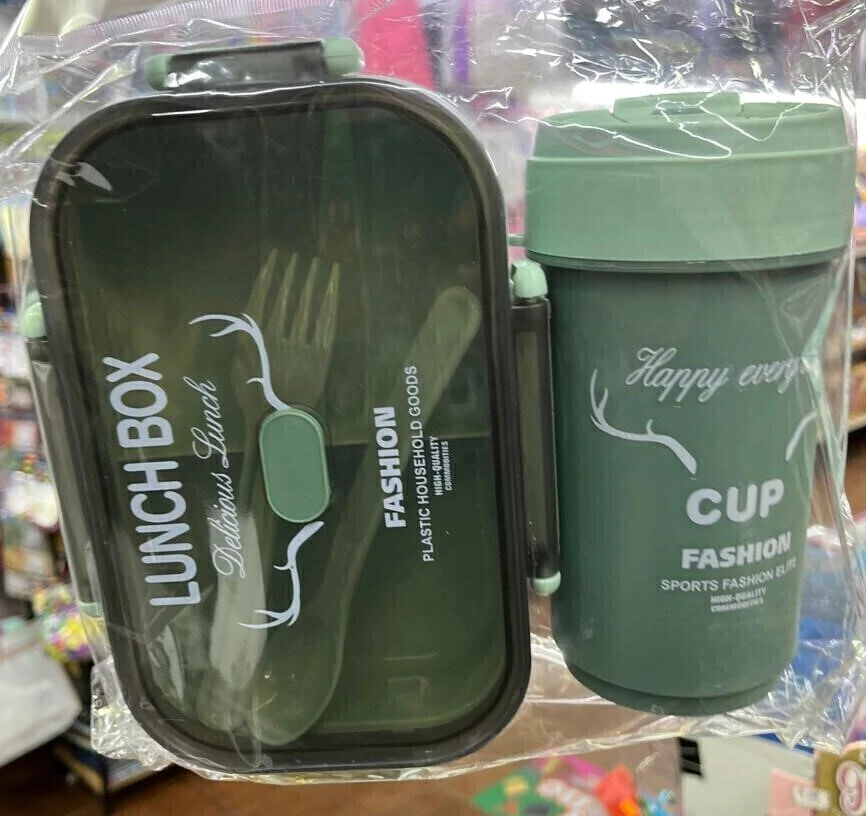 LUNCH BOX
Delicious Lunch
FASHION
PLASTIC HOUSEHOLD GOODS
HIGH-QUALITY
COMMODITIES
Happy every
CUP
FASHION
SPORTS FASHION ELITE
HIGH-QUALITY
COMMODITIES